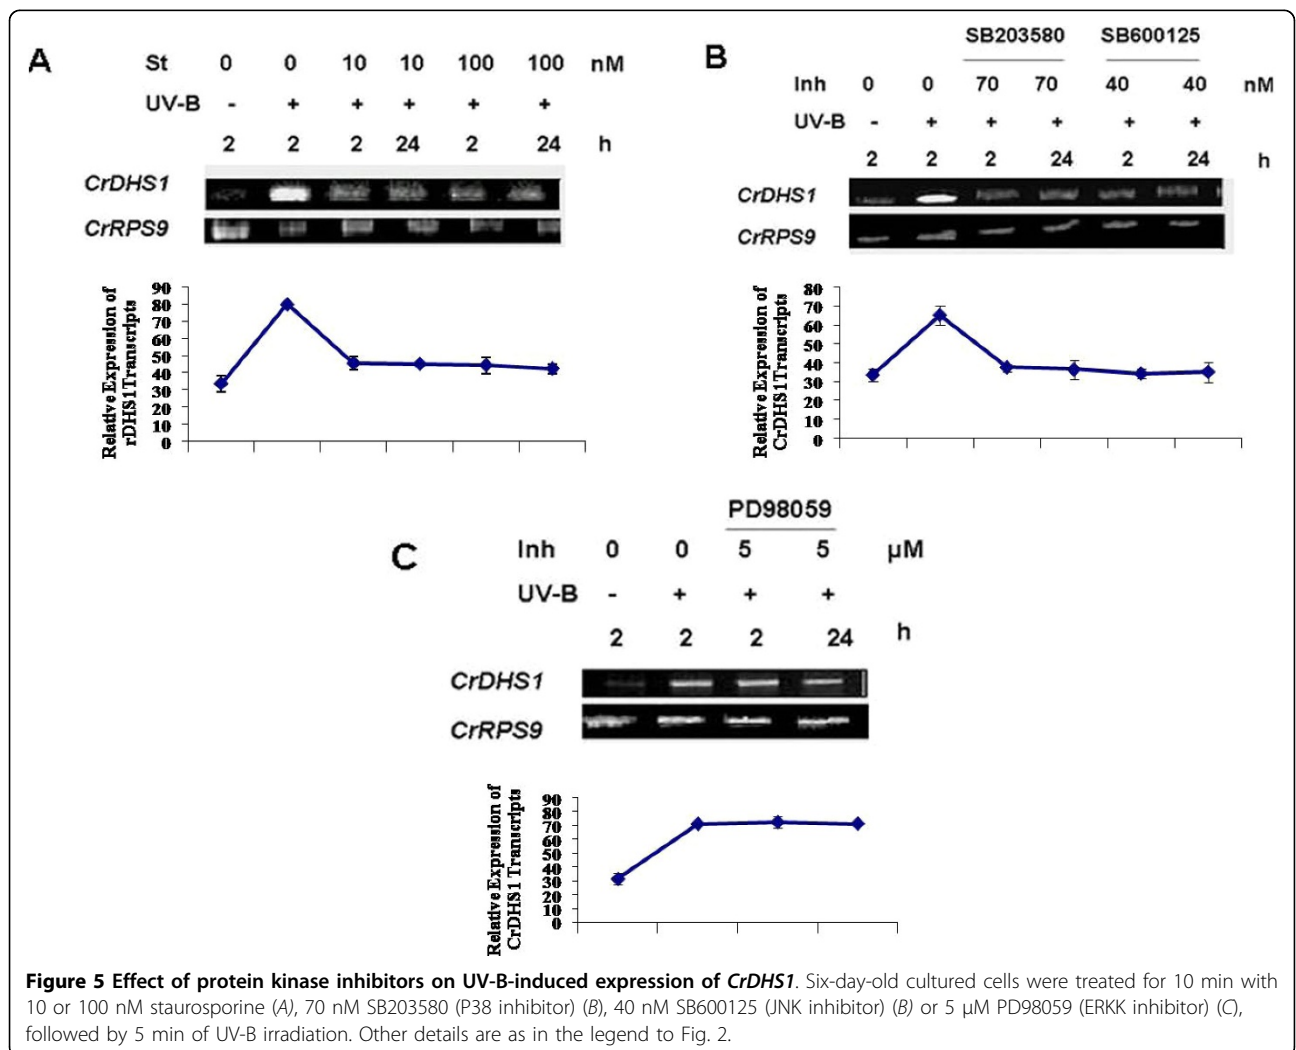 A
St 0 0 10 10 100 100 nM
UV-B - + + + + +
2 2 2 24 2 24 h
CrDHS1
CrRPS9
Relative Expression of
rDHS1Transcripts
90
80
70
60
50
40
30
20
10
0
B
SB203580 SB600125
Inh 0 0 70 70 40 40 nM
UV-B - + + + + +
2 2 2 24 2 24 h
CrDHS1
CrRPS9
Relative Expression of
CrDHS1Transcripts
80
70
60
50
40
30
20
10
0
C
PD98059
Inh 0 0 5 5 µM
UV-B - + + +
2 2 2 24 h
CrDHS1
CrRPS9
Relative Expression of
CrDHS1 Transcripts
90
80
70
60
50
40
30
20
10
0
Figure 5 Effect of protein kinase inhibitors on UV-B-induced expression of CrDHS1. Six-day-old cultured cells were treated for 10 min with
10 or 100 nM staurosporine (A), 70 nM SB203580 (P38 inhibitor) (B), 40 nM SB600125 (JNK inhibitor) (B) or 5 µM PD98059 (ERKK inhibitor) (C),
followed by 5 min of UV-B irradiation. Other details are as in the legend to Fig. 2.